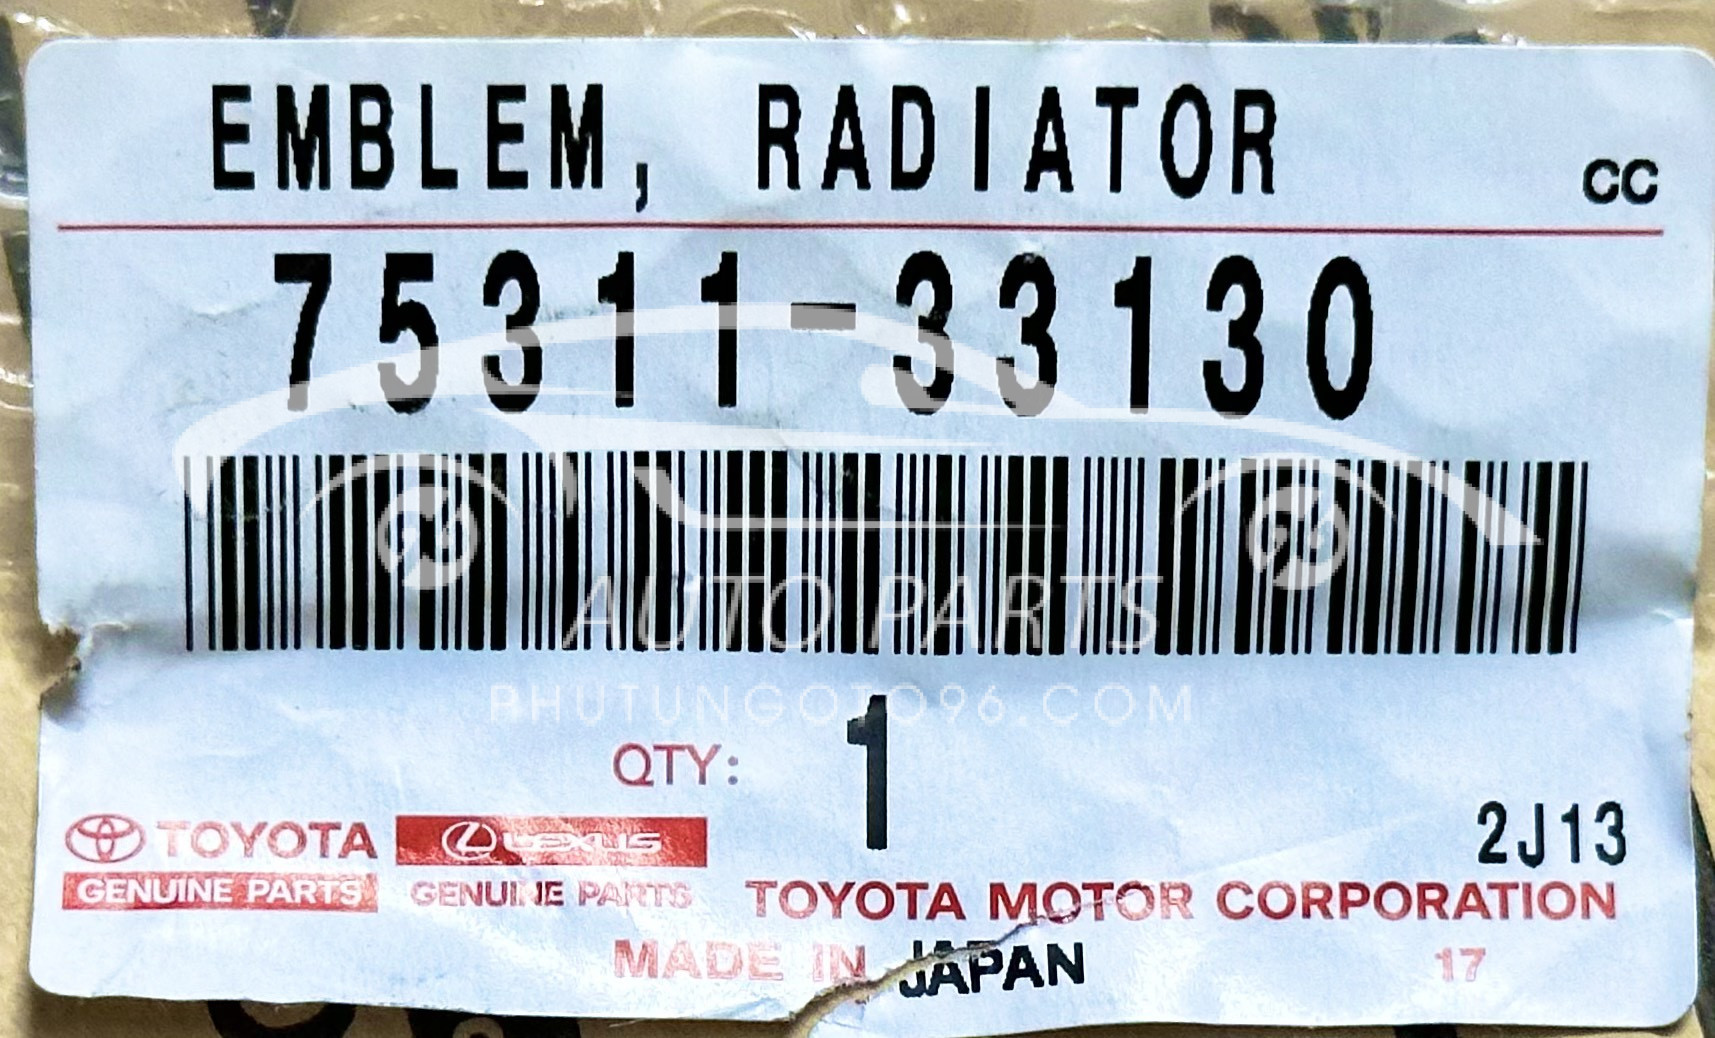 EMBLEM, RADIATOR
CC
75311-33130
AUTO PARTS
PHUTUNGOTO96.COM
QTY: 1
2J13
TOYOTA
GENUINE PARTS
LEXUS
GENUINE PARTS
TOYOTA MOTOR CORPORATION
MADE IN JAPAN
17